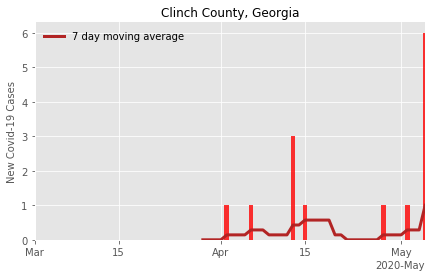 Clinch County, Georgia
7 day moving average
New Covid-19 Cases
6
5
4
3
2
1
0
Mar 15 Apr 15 May
2020-May